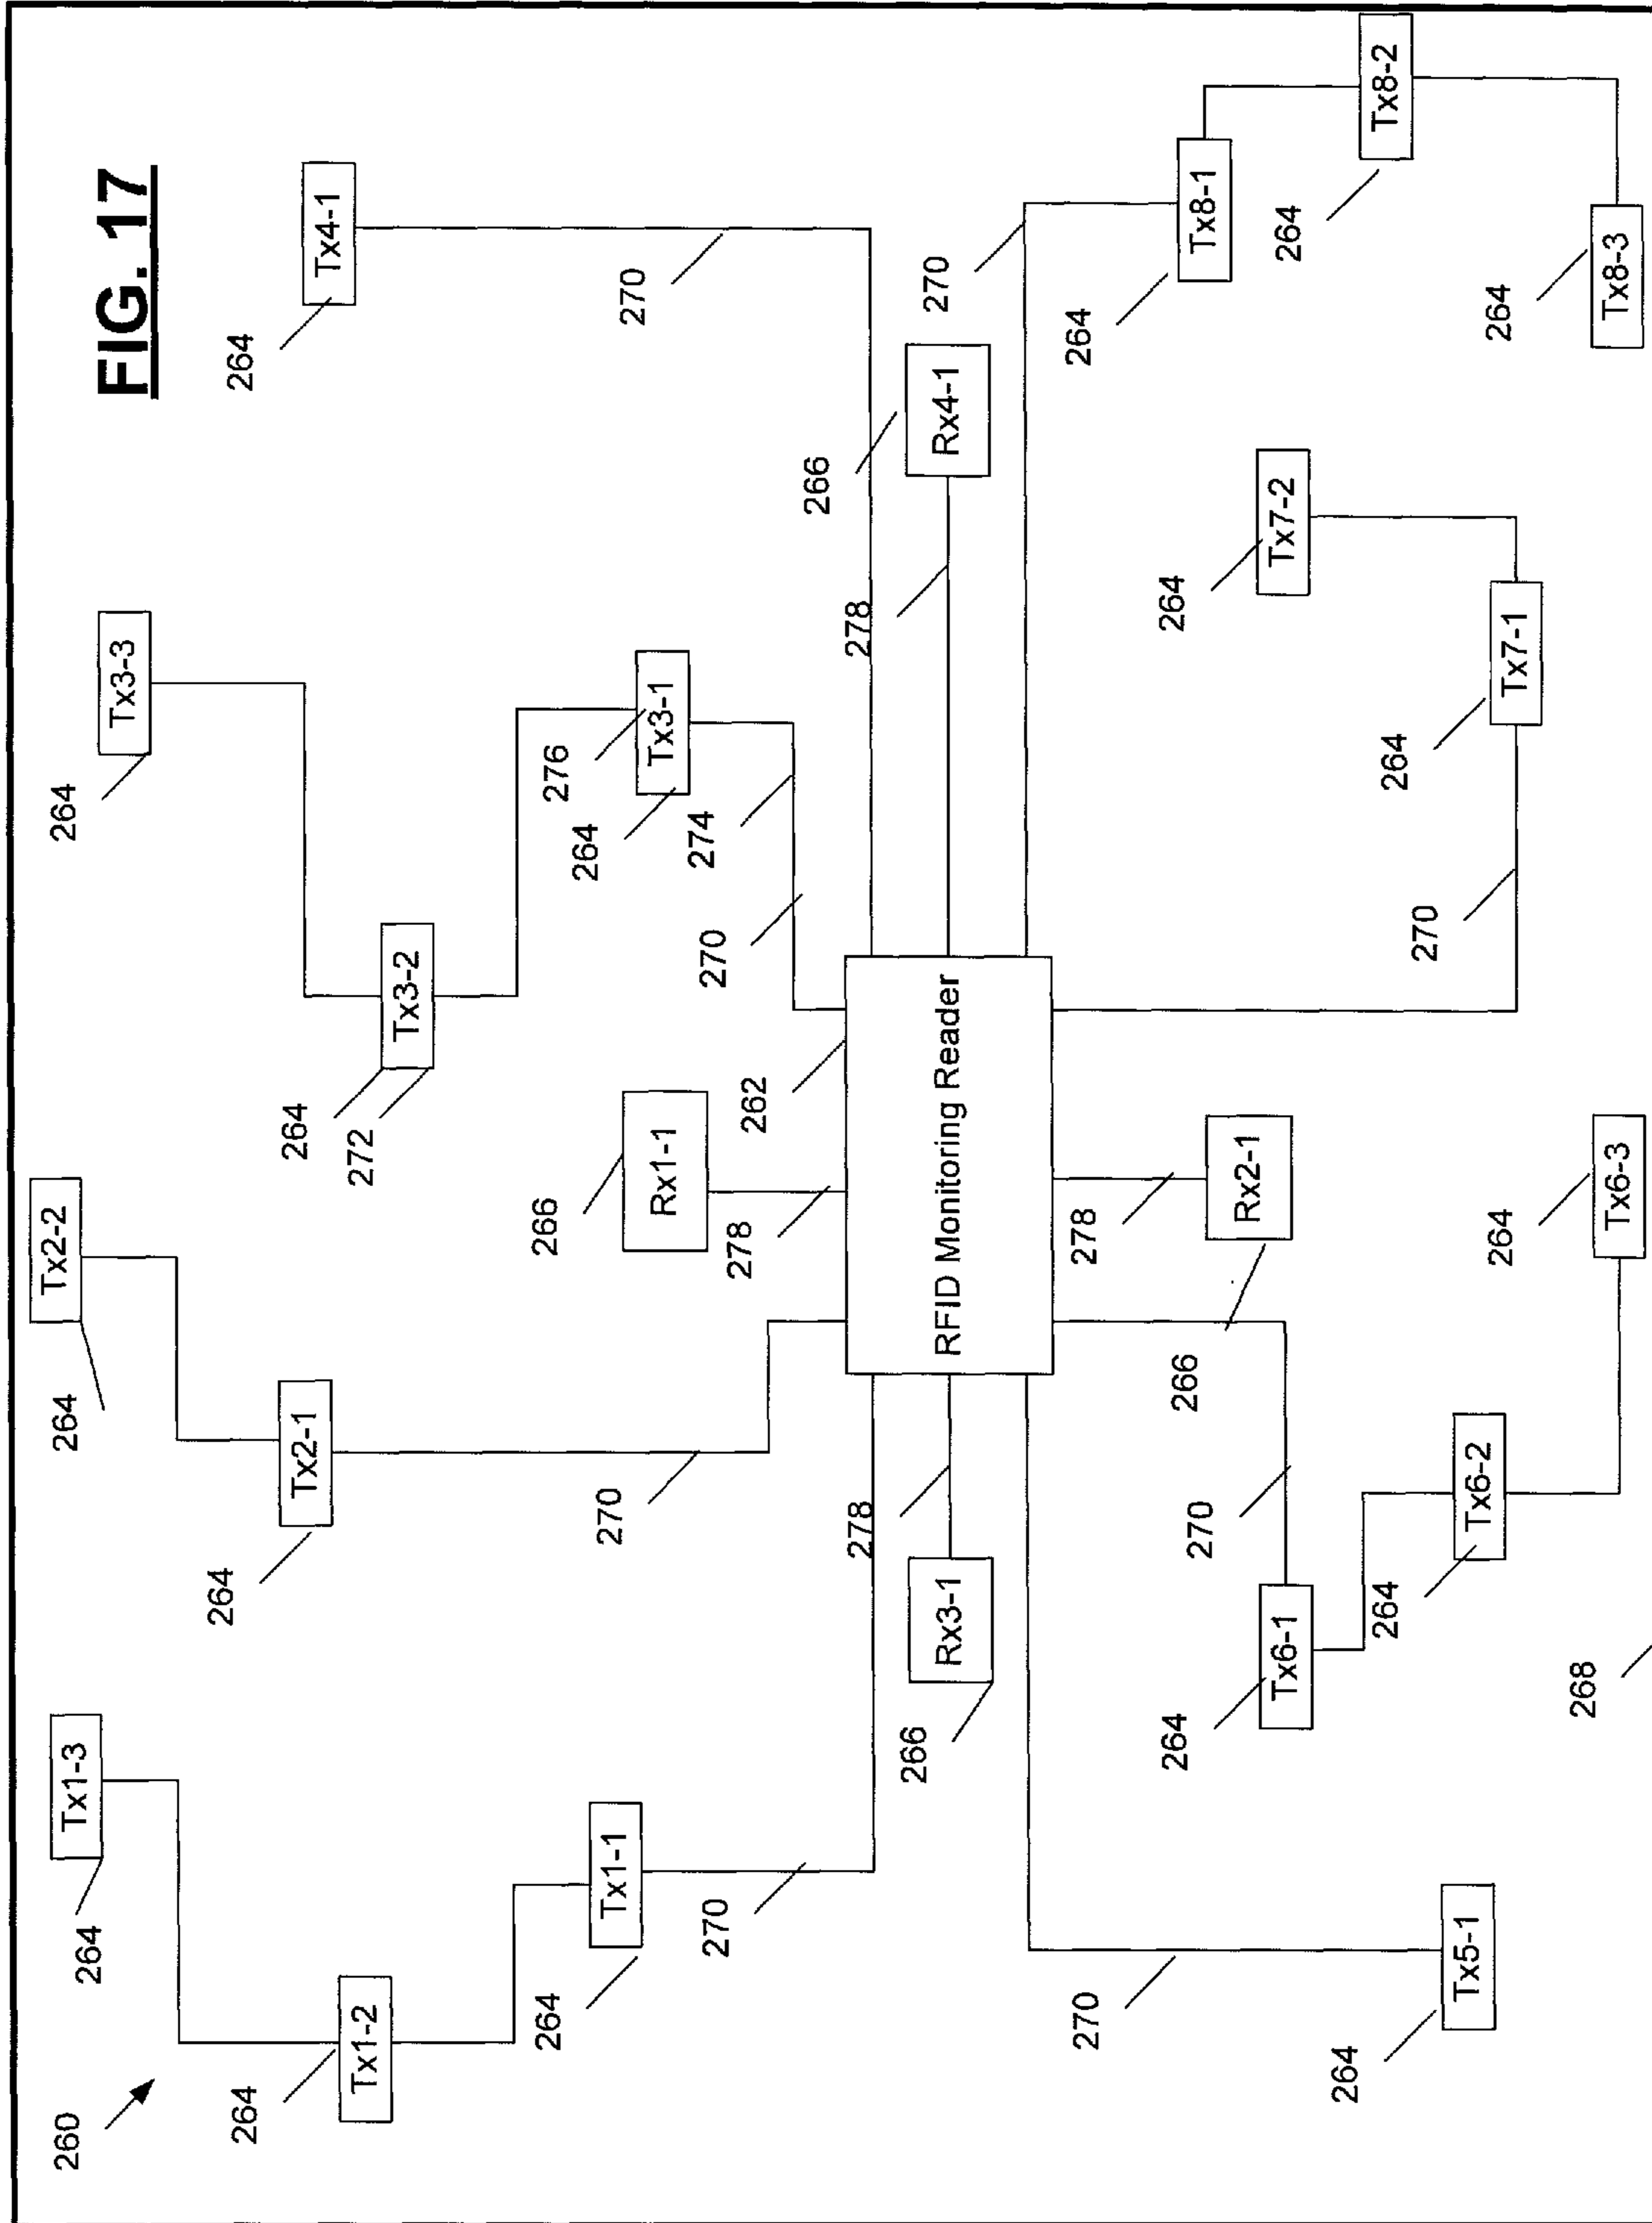 FIG. 17
260
Tx1-3
264
264
Tx2-2
264
Tx3-3
264
Tx1-2
264
Tx2-1
264
272
Tx3-2
264
Tx4-1
264
Tx1-1
270
270
266
Rx1-1
276
264
Tx3-1
270
274
270
278
262
278
266
Rx3-1
278
RFID Monitoring Reader
278
266
Rx4-1
270
270
264
Tx5-1
264
Tx6-1
270
266
278
Rx2-1
264
Tx7-2
264
Tx8-1
264
Tx8-2
264
Tx6-2
270
264
Tx7-1
268
264
Tx6-3
264
Tx8-3